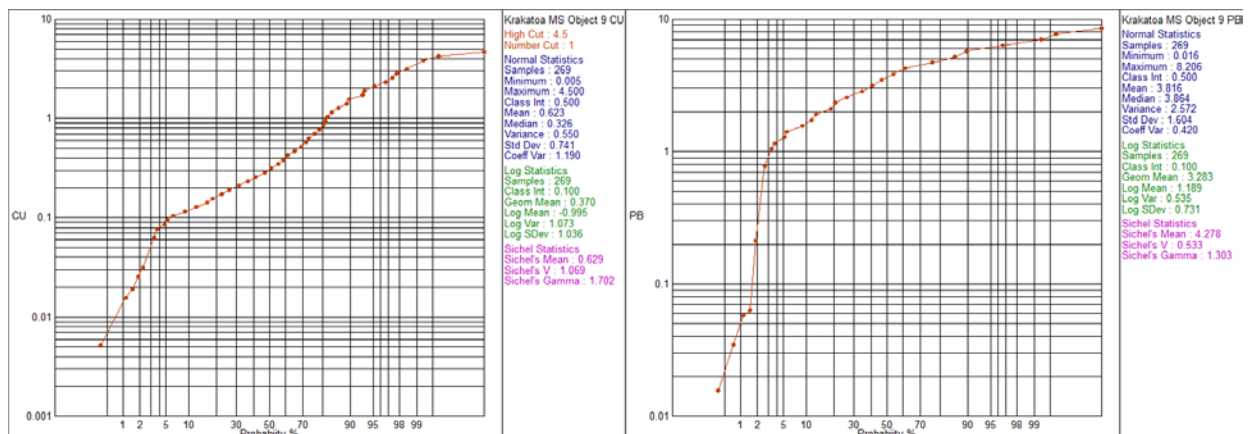 Krakatoa MS Object 9 CU
High Cut : 4.5
Number Cut : 1
Normal Statistics
Samples : 269
Minimum : 0.005
Maximum : 4.500
Class Int : 0.500
Mean : 0.623
Median : 0.326
Variance : 0.550
Std Dev : 0.741
Coeff Var : 1.190
Log Statistics
Samples : 269
Class Int : 0.100
Geom Mean : 0.370
Log Mean : -0.995
Log Var : 1.073
Log SDev : 1.036
Sichel Statistics
Sichel's Mean : 0.629
Sichel's V : 1.069
Sichel's Gamma : 1.702
10
1
CU
0.1
0.01
0.001
1 2 5 10 30 50 70 90 95 98 99
Probability %
Krakatoa MS Object 9 PB
Normal Statistics
Samples : 269
Minimum : 0.016
Maximum : 8.206
Class Int : 0.500
Mean : 3.816
Median : 3.864
Variance : 2.572
Std Dev : 1.604
Coeff Var : 0.420
Log Statistics
Samples : 269
Class Int : 0.100
Geom Mean : 3.283
Log Mean : 1.189
Log Var : 0.535
Log SDev : 0.731
Sichel Statistics
Sichel's Mean : 4.278
Sichel's V : 0.533
Sichel's Gamma : 1.303
10
1
PB
0.1
0.01
1 2 5 10 30 50 70 90 95 98 99
Probability %